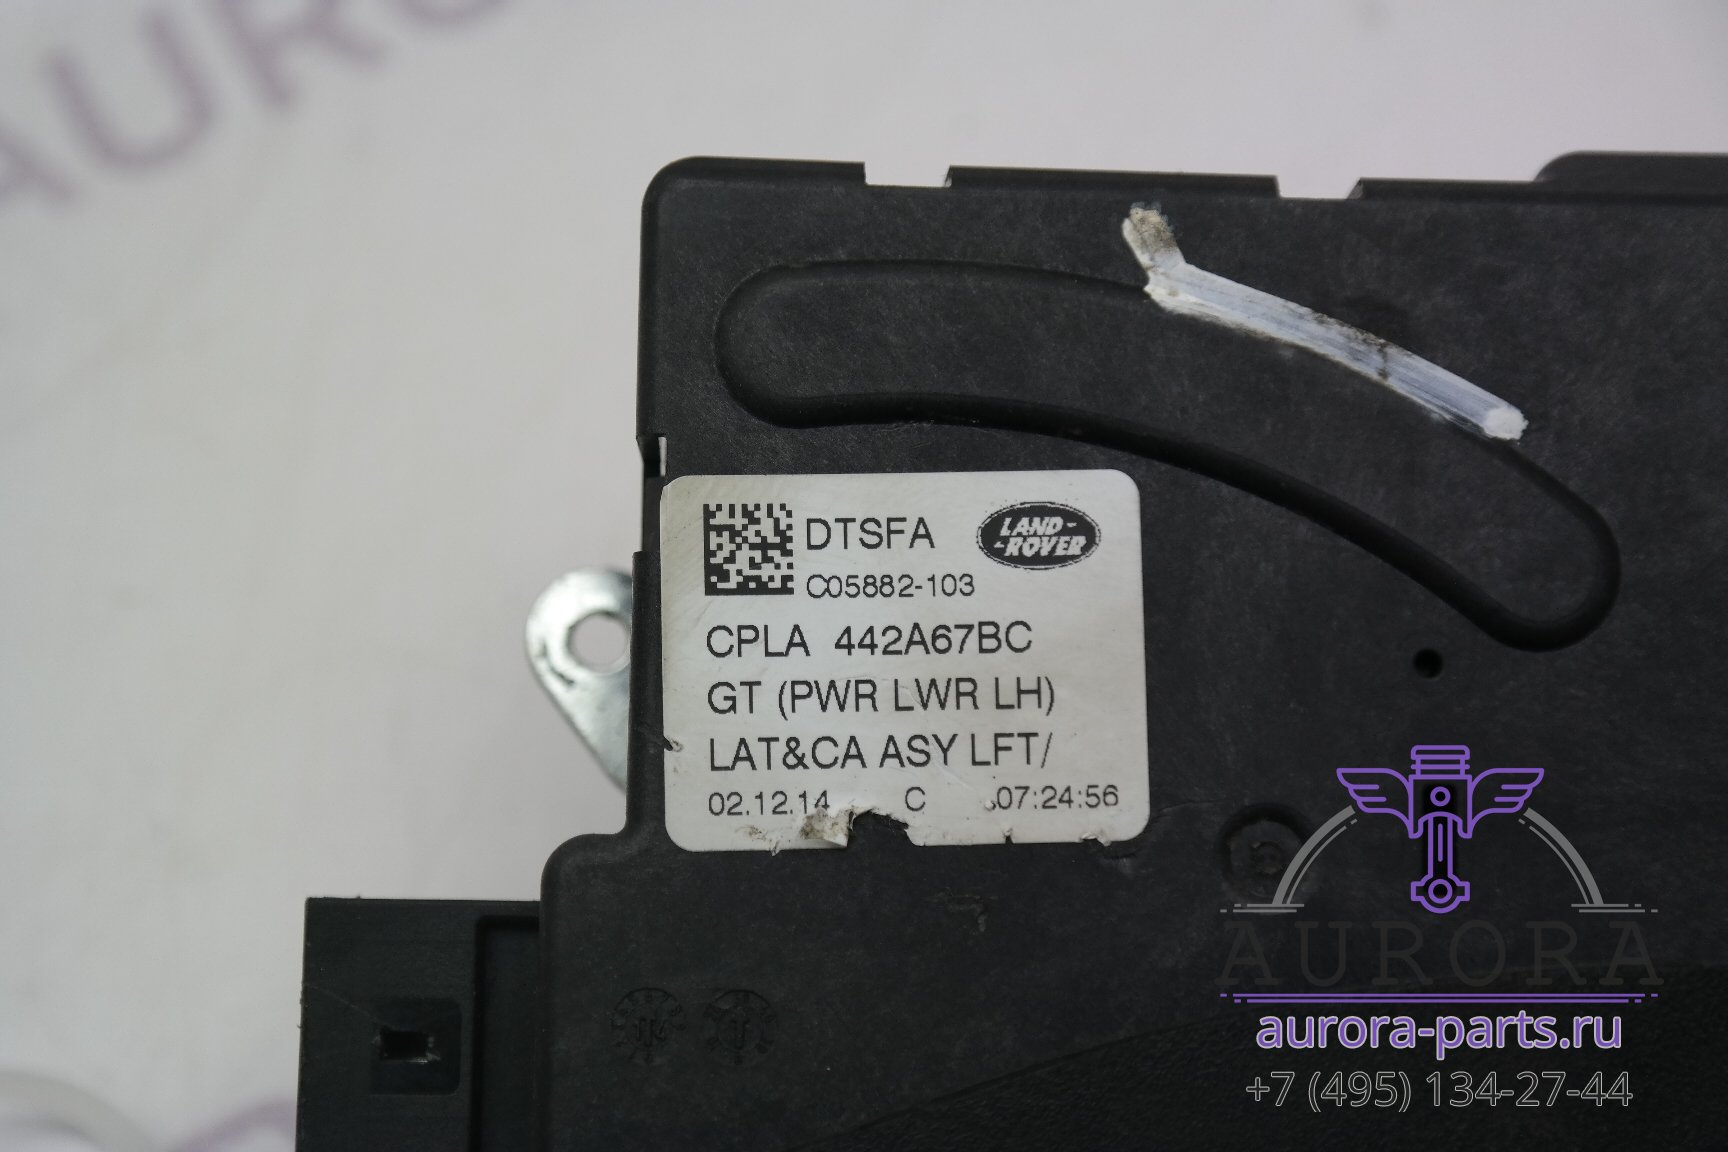 AURO
DTSFA
LAND-
-ROVER
C05882-103
CPLA 442A67BC
GT (PWR LWR LH)
LAT&CA ASY LFT/
02.12.14 C 07:24:56
AURORA
aurora-parts.ru
+7 (495) 134-27-44